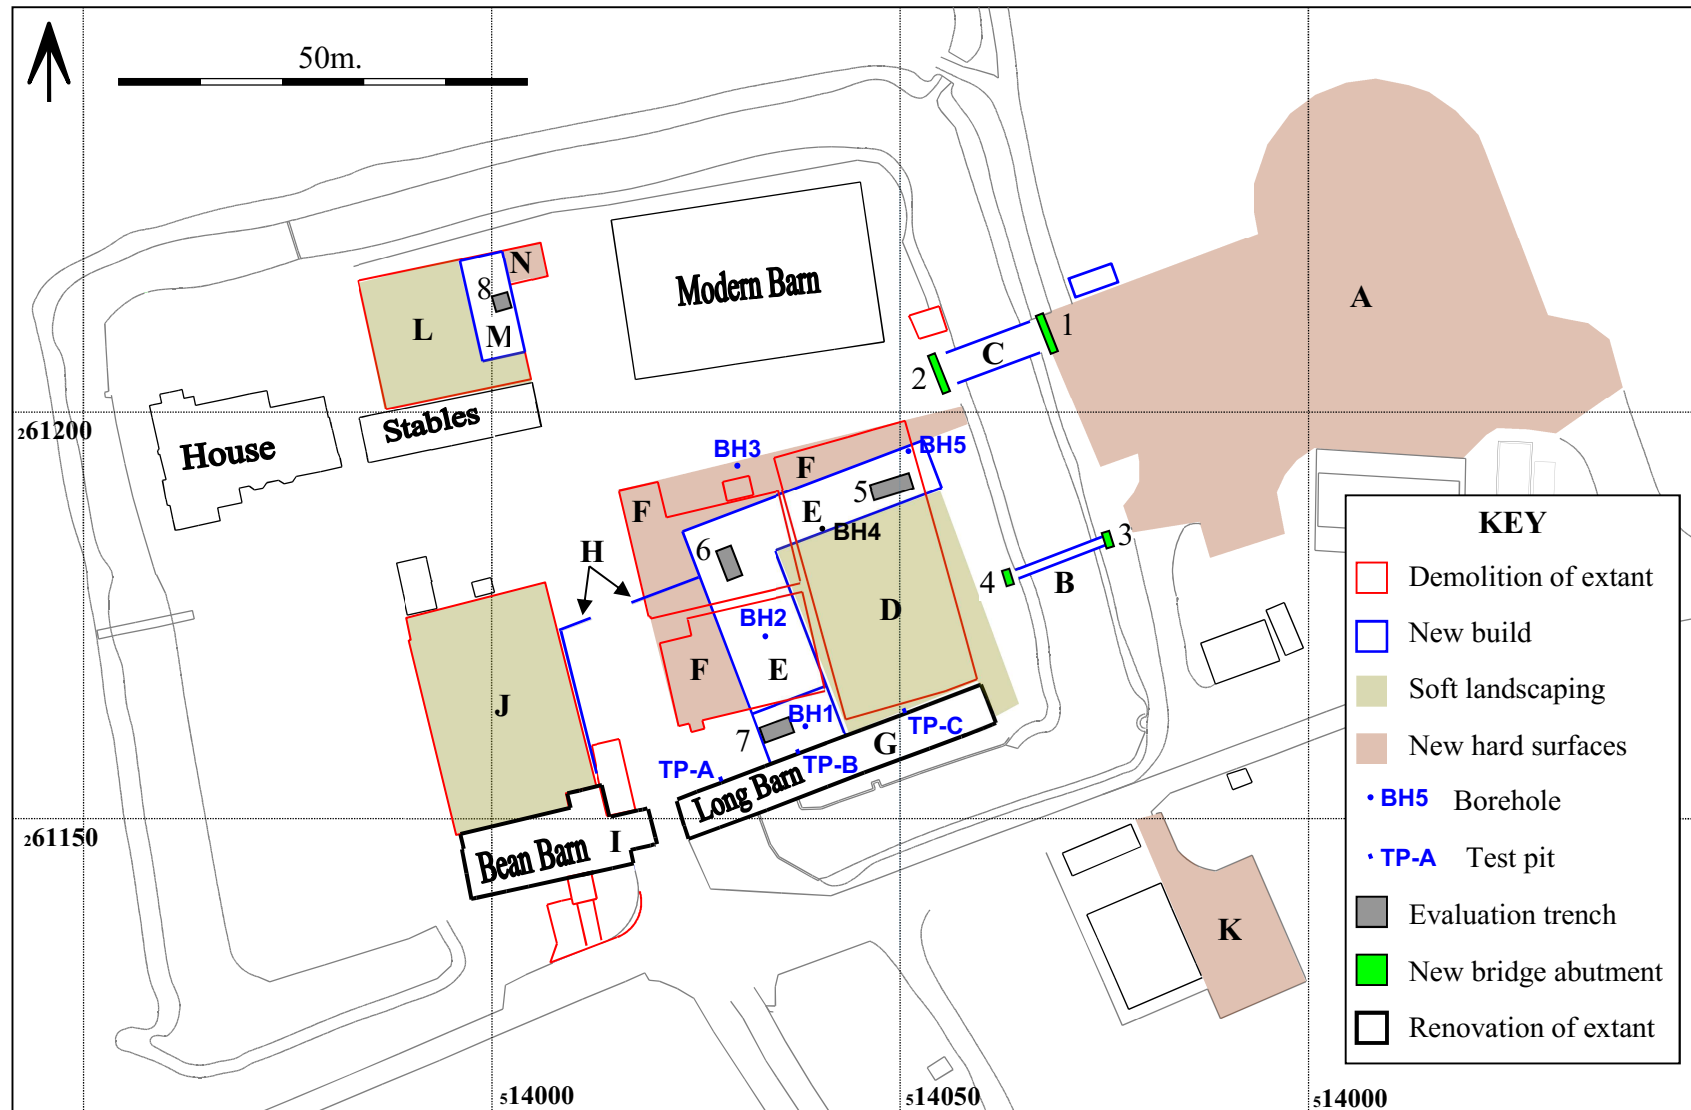 50m.
A
N
8
M
L
Modern Barn
1
C
2
House
Stables
261200
BH3
F
BH5
5
E
BH4
F
6
H
3
4
B
D
BH2
F
E
J
BH1
7
G
TP-C
TP-A
TP-B
Long Barn
261150
Bean Barn
I
K
514000
514050
514000
KEY
Demolition of extant
New build
Soft landscaping
New hard surfaces
BH5 Borehole
TP-A Test pit
Evaluation trench
New bridge abutment
Renovation of extant